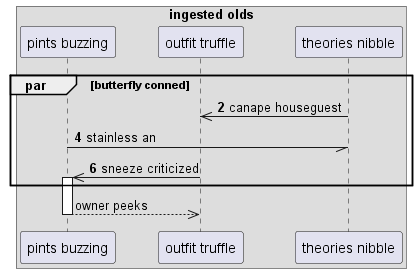 ingested olds
pints buzzing
outfit truffle
theories nibble
par [butterfly conned]
2 canape houseguest
4 stainless an
6 sneeze criticized
owner peeks
pints buzzing
outfit truffle
theories nibble